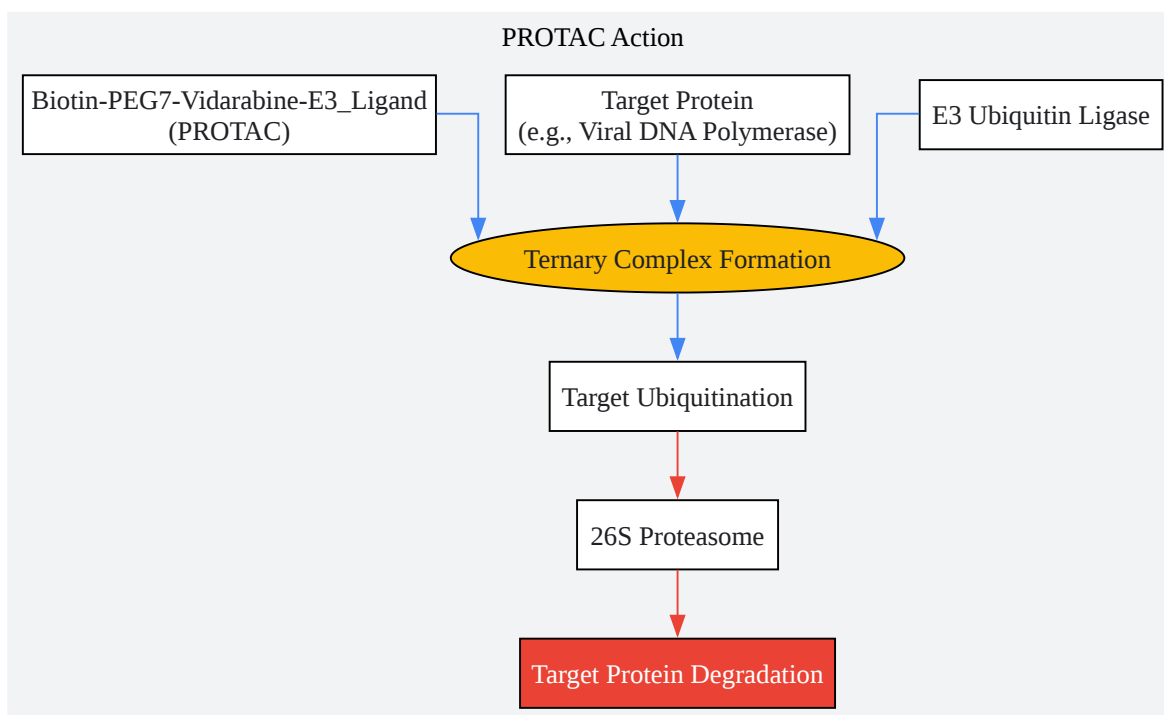 PROTAC Action
Biotin-PEG7-Vidarabine-E3_Ligand
(PROTAC)
Target Protein
(e.g., Viral DNA Polymerase)
E3 Ubiquitin Ligase
Ternary Complex Formation
Target Ubiquitination
26S Proteasome
Target Protein Degradation